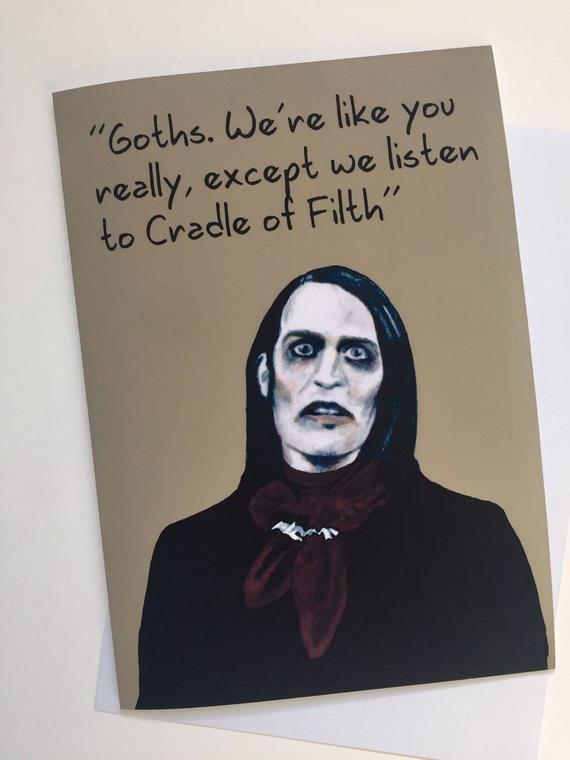 "Goths. We're like you
really, except we listen
to Cradle of Filth"